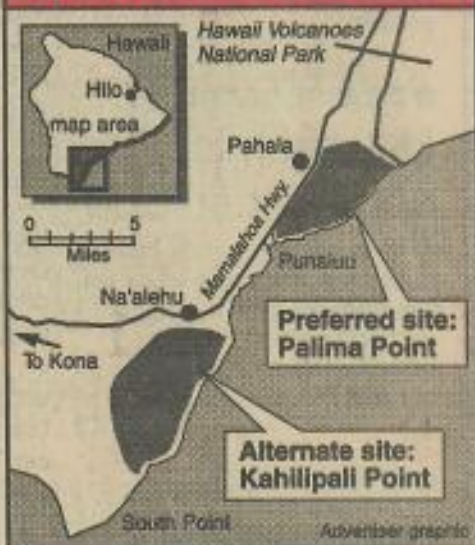 Hawaii
Hilo
map area
Hawaii Volcanoes
National Park
Pahala
0 5
Miles
Mamalahoa Hwy.
Punaluu
Na'alehu
To Kona
Preferred site:
Palima Point
Alternate site:
Kahilipali Point
South Point
Advertiser graphic